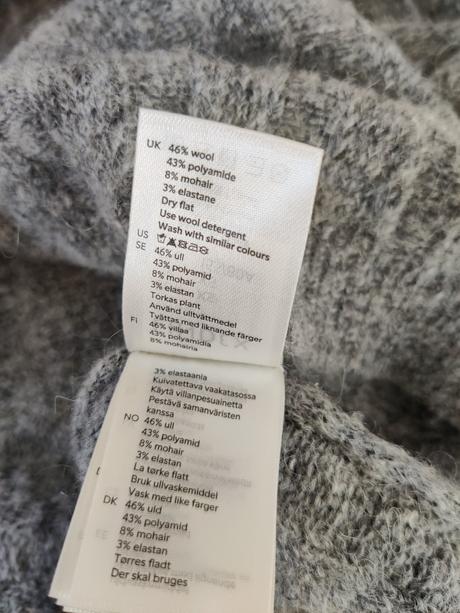 UK 46% wool
43% polyamide
8% mohair
3% elastane
Dry flat
Use wool detergent
Wash with similar colours
US
SE 46% ull
43% polyamid
8% mohair
3% elastan
Torkas plant
Använd ulltvättmedel
Tvättas med liknande färger
FI 46% villaa
43% polyamidia
8% mohairia
3% elastaania
Kuivatettava vaakatasossa
Käytä villanpesuainetta
Pestävä samanväristen
kanssa
NO 46% ull
43% polyamid
8% mohair
3% elastan
La tørke flatt
Bruk ullvaskemiddel
Vask med like farger
DK 46% uld
43% polyamid
8% mohair
3% elastan
Tørres fladt
Der skal bruges